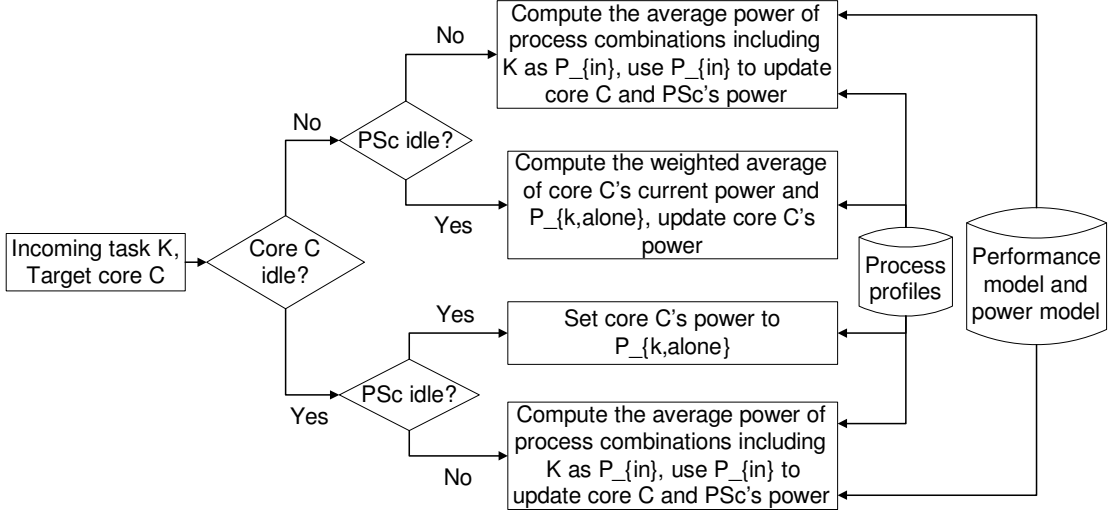 Compute the average power of
process combinations including
K as P_{in}, use P_{in} to update
core C and PSc's power
No
No
PSc idle?
Compute the weighted average
of core C's current power and
P_{k,alone}, update core C's
power
Yes
Incoming task K,
Target core C
Core C
idle?
Process
profiles
Performance
model and
power model
Yes
Set core C's power to
P_{k,alone}
PSc idle?
Yes
Compute the average power of
process combinations including
K as P_{in}, use P_{in} to
update core C and PSc's power
No